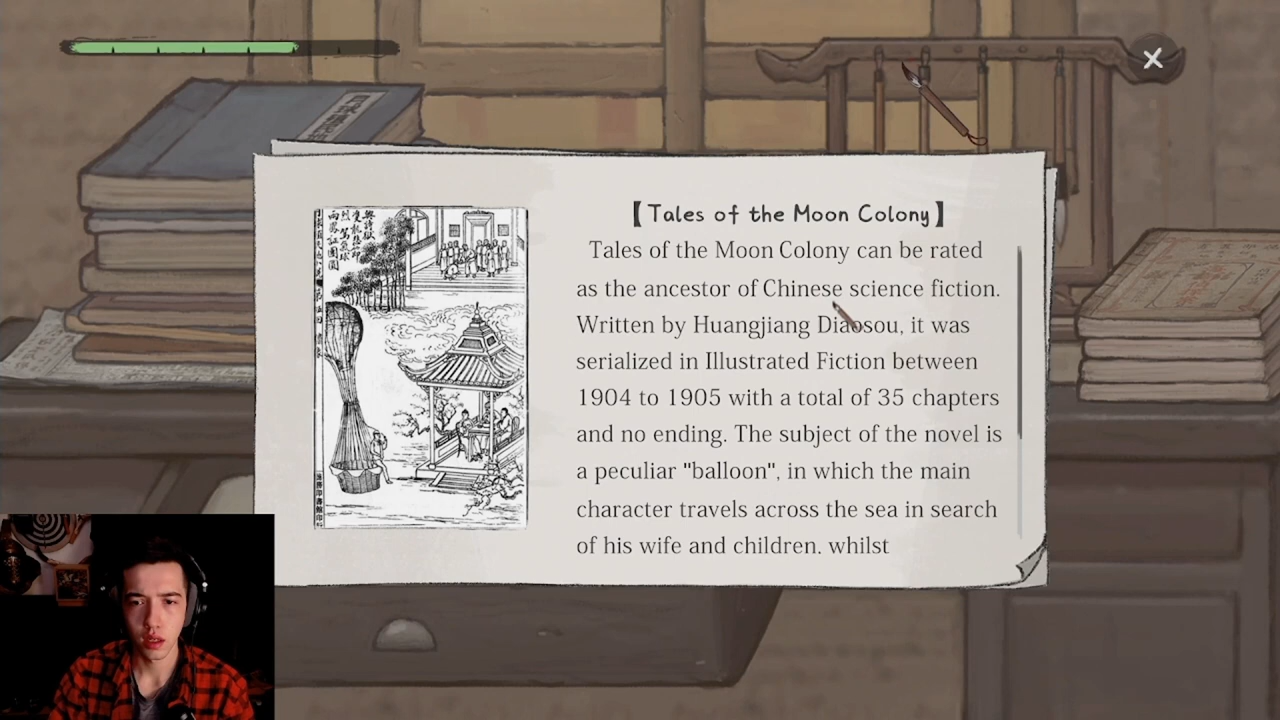 【Tales of the Moon Colony】
Tales of the Moon Colony can be rated
as the ancestor of Chinese science fiction.
Written by Huangjiang Diaosou, it was
serialized in Illustrated Fiction between
1904 to 1905 with a total of 35 chapters
and no ending. The subject of the novel is
a peculiar "balloon", in which the main
character travels across the sea in search
of his wife and children. whilst